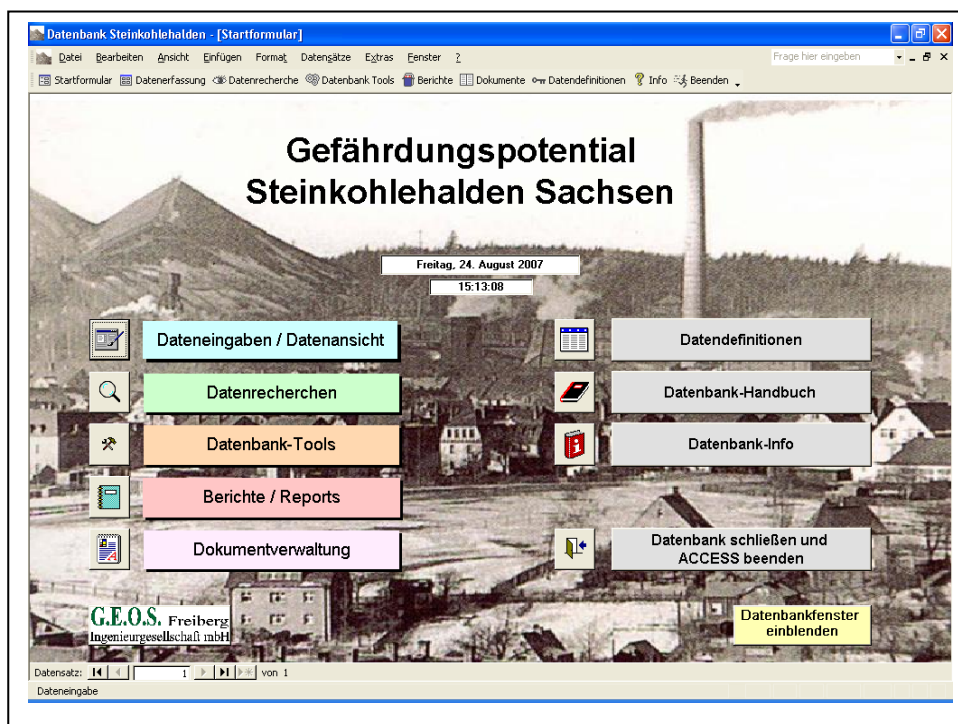 Datenbank Steinkohlehalden - [Startformular]
Datei Bearbeiten Ansicht Einfügen Format Datensätze Extras Fenster ?
Frage hier eingeben
Startformular Datenerfassung Datenrecherche Datenbank Tools Berichte Dokumente Datendefinitionen Info Beenden
Gefährdungspotential
Steinkohlehalden Sachsen
Freitag, 24. August 2007
15:13:08
Dateneingaben / Datenansicht
Datendefinitionen
Datenrecherchen
Datenbank-Handbuch
Datenbank-Tools
Datenbank-Info
Berichte / Reports
Dokumentverwaltung
Datenbank schließen und
ACCESS beenden
G.E.O.S. Freiberg
Ingenieurgesellschaft mbH
Datenbankfenster
einblenden
Datensatz: 1 von 1
Dateneingabe